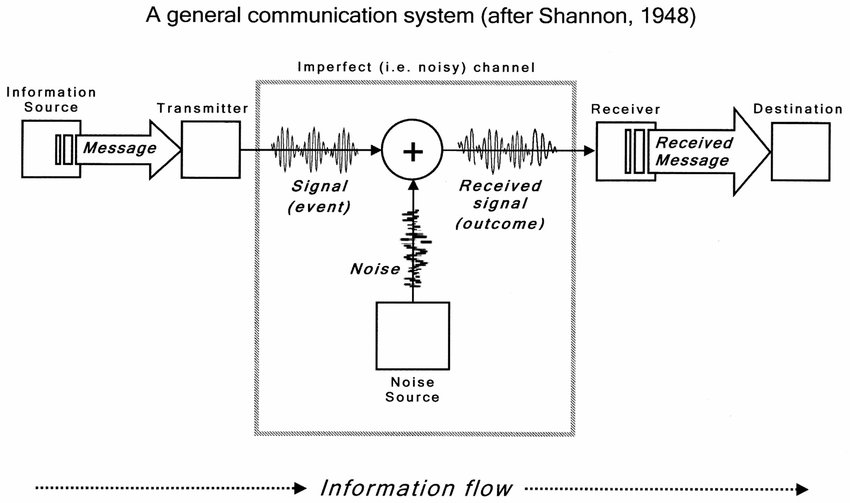 A general communication system (after Shannon, 1948)
Imperfect (i.e. noisy) channel
Information
Source
Transmitter
Receiver
Destination
Message
+
Received
Message
Signal
(event)
Received
signal
(outcome)
Noise
Noise
Source
Information flow